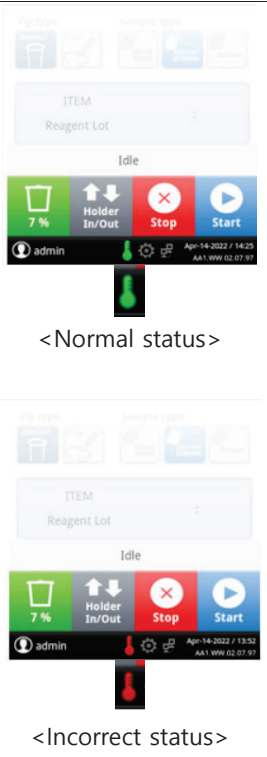 Tip type
Sample type
ITEM
Reagent Lot :
Idle
7 %
Holder
In/Out
Stop
Start
admin
Apr-14-2022 / 14:25
AA1.WW.02.07.97
<Normal status>
Tip type
Sample type
ITEM
Reagent Lot :
Idle
7 %
Holder
In/Out
Stop
Start
admin
Apr-14-2022 / 13:52
AA1.WW.02.07.97
<Incorrect status>